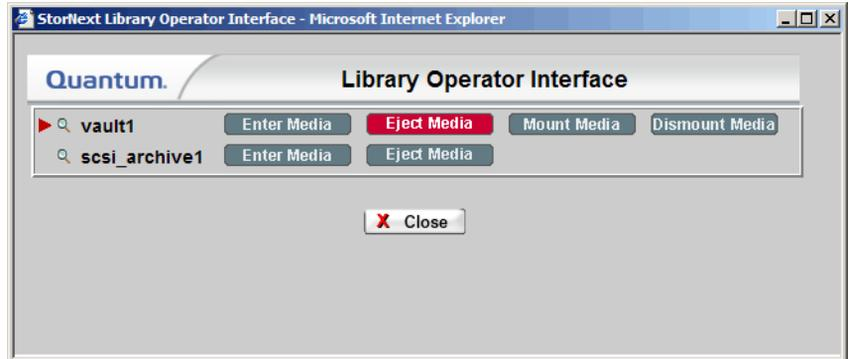 StorNext Library Operator Interface - Microsoft Internet Explorer
Quantum.
Library Operator Interface
vault1 Enter Media Eject Media Mount Media Dismount Media
scsi_archive1 Enter Media Eject Media
X Close